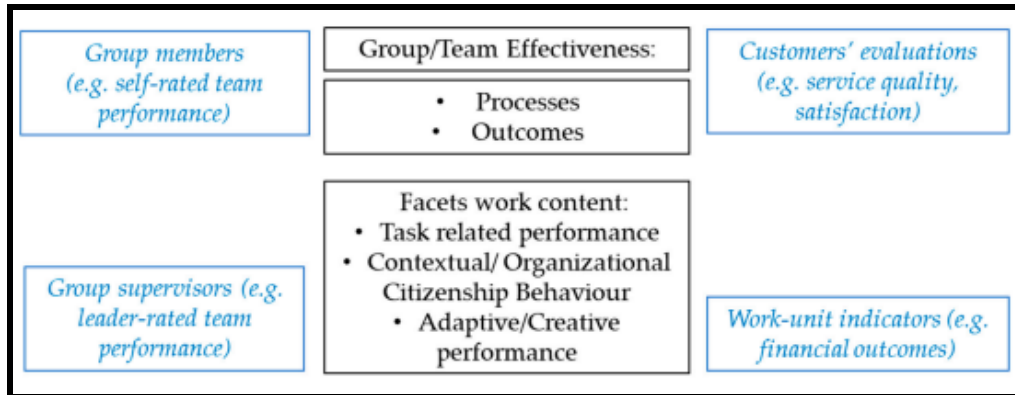 Group members
(e.g. self-rated team
performance)
Group/Team Effectiveness:
• Processes
• Outcomes
Customers' evaluations
(e.g. service quality,
satisfaction)
Group supervisors (e.g.
leader-rated team
performance)
Facets work content:
• Task related performance
• Contextual/ Organizational
Citizenship Behaviour
• Adaptive/Creative
performance
Work-unit indicators (e.g.
financial outcomes)